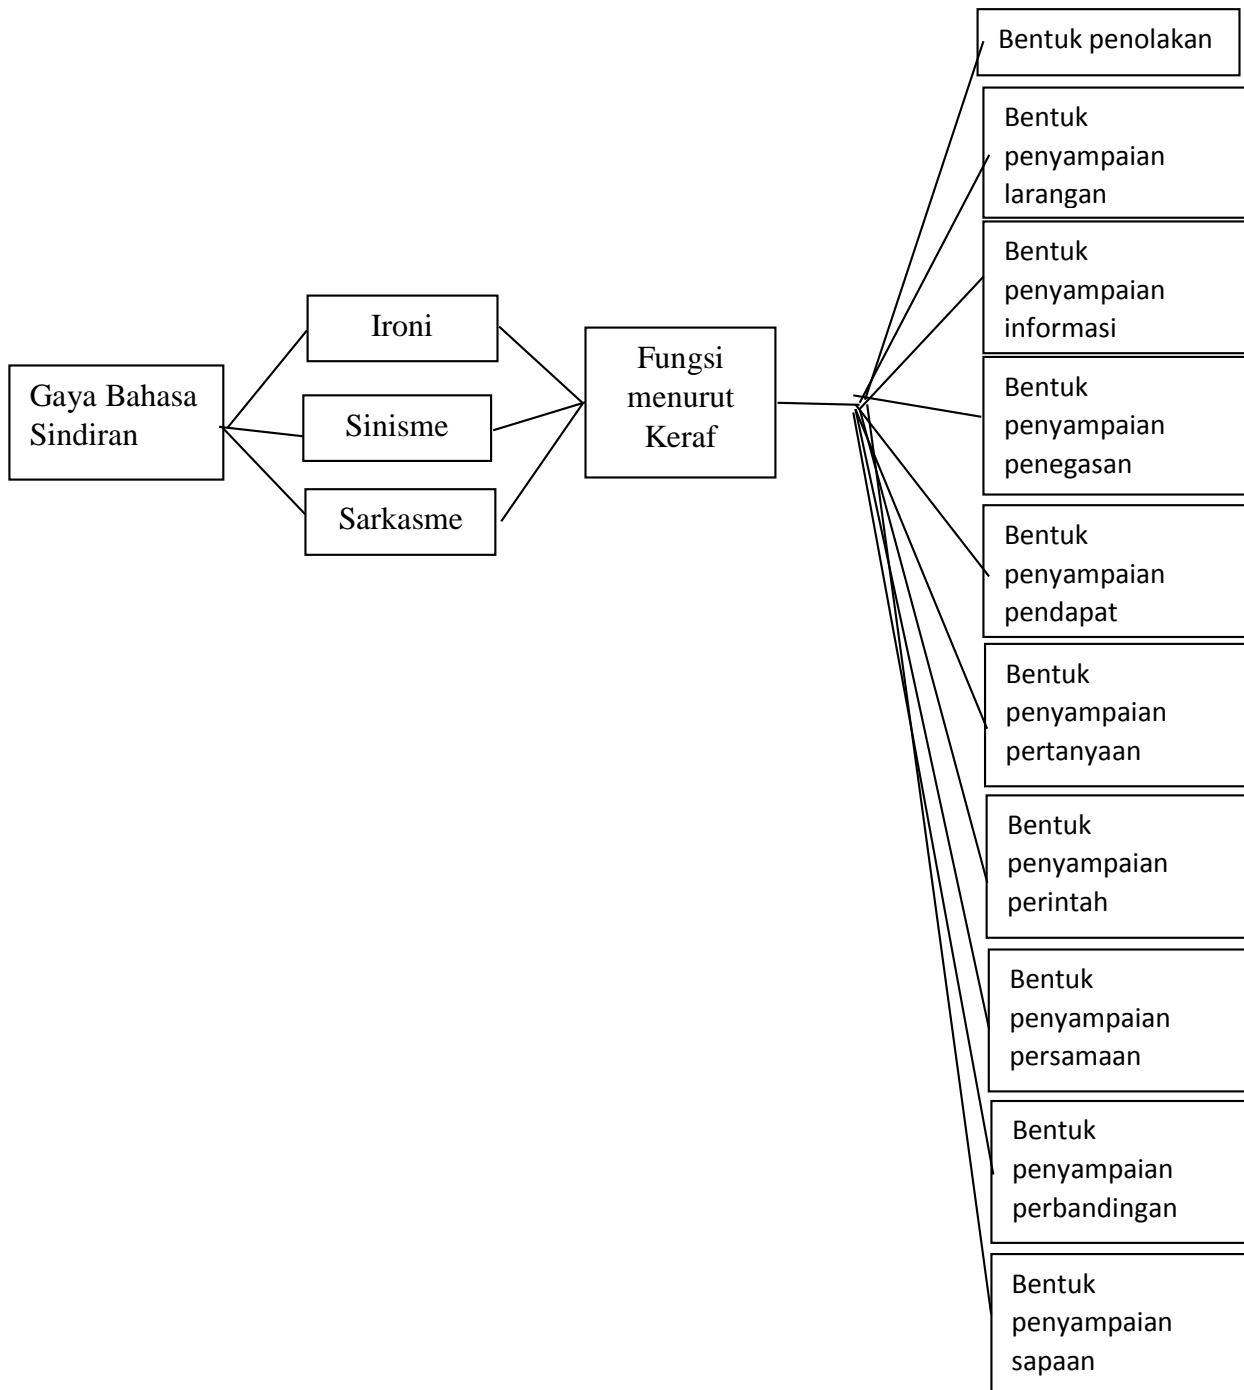 Gaya Bahasa
Sindiran
Ironi
Sinisme
Sarkasme
Fungsi
menurut
Keraf
Bentuk penolakan
Bentuk
penyampaian
larangan
Bentuk
penyampaian
informasi
Bentuk
penyampaian
penegasan
Bentuk
penyampaian
pendapat
Bentuk
penyampaian
pertanyaan
Bentuk
penyampaian
perintah
Bentuk
penyampaian
persamaan
Bentuk
penyampaian
perbandingan
Bentuk
penyampaian
sapaan